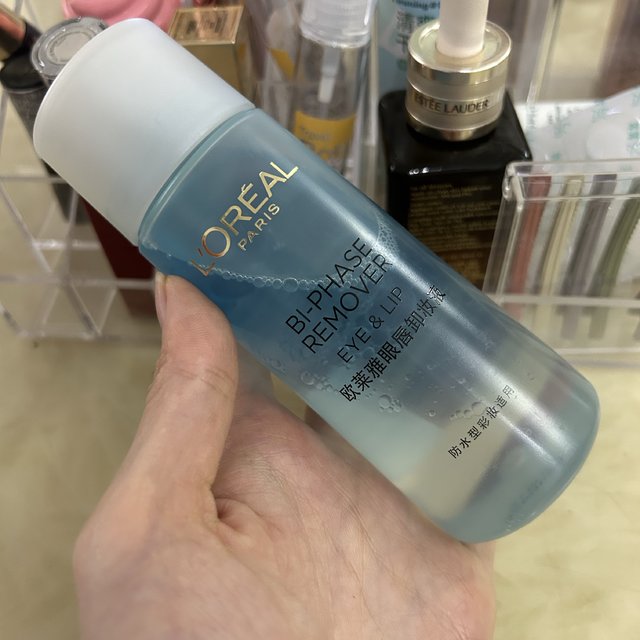 L'ORÉAL
PARIS
BI-PHASE
REMOVER
EYE & LIP
欧莱雅眼唇卸妆液
防水型彩妆适用
ESTĒE LAUDER